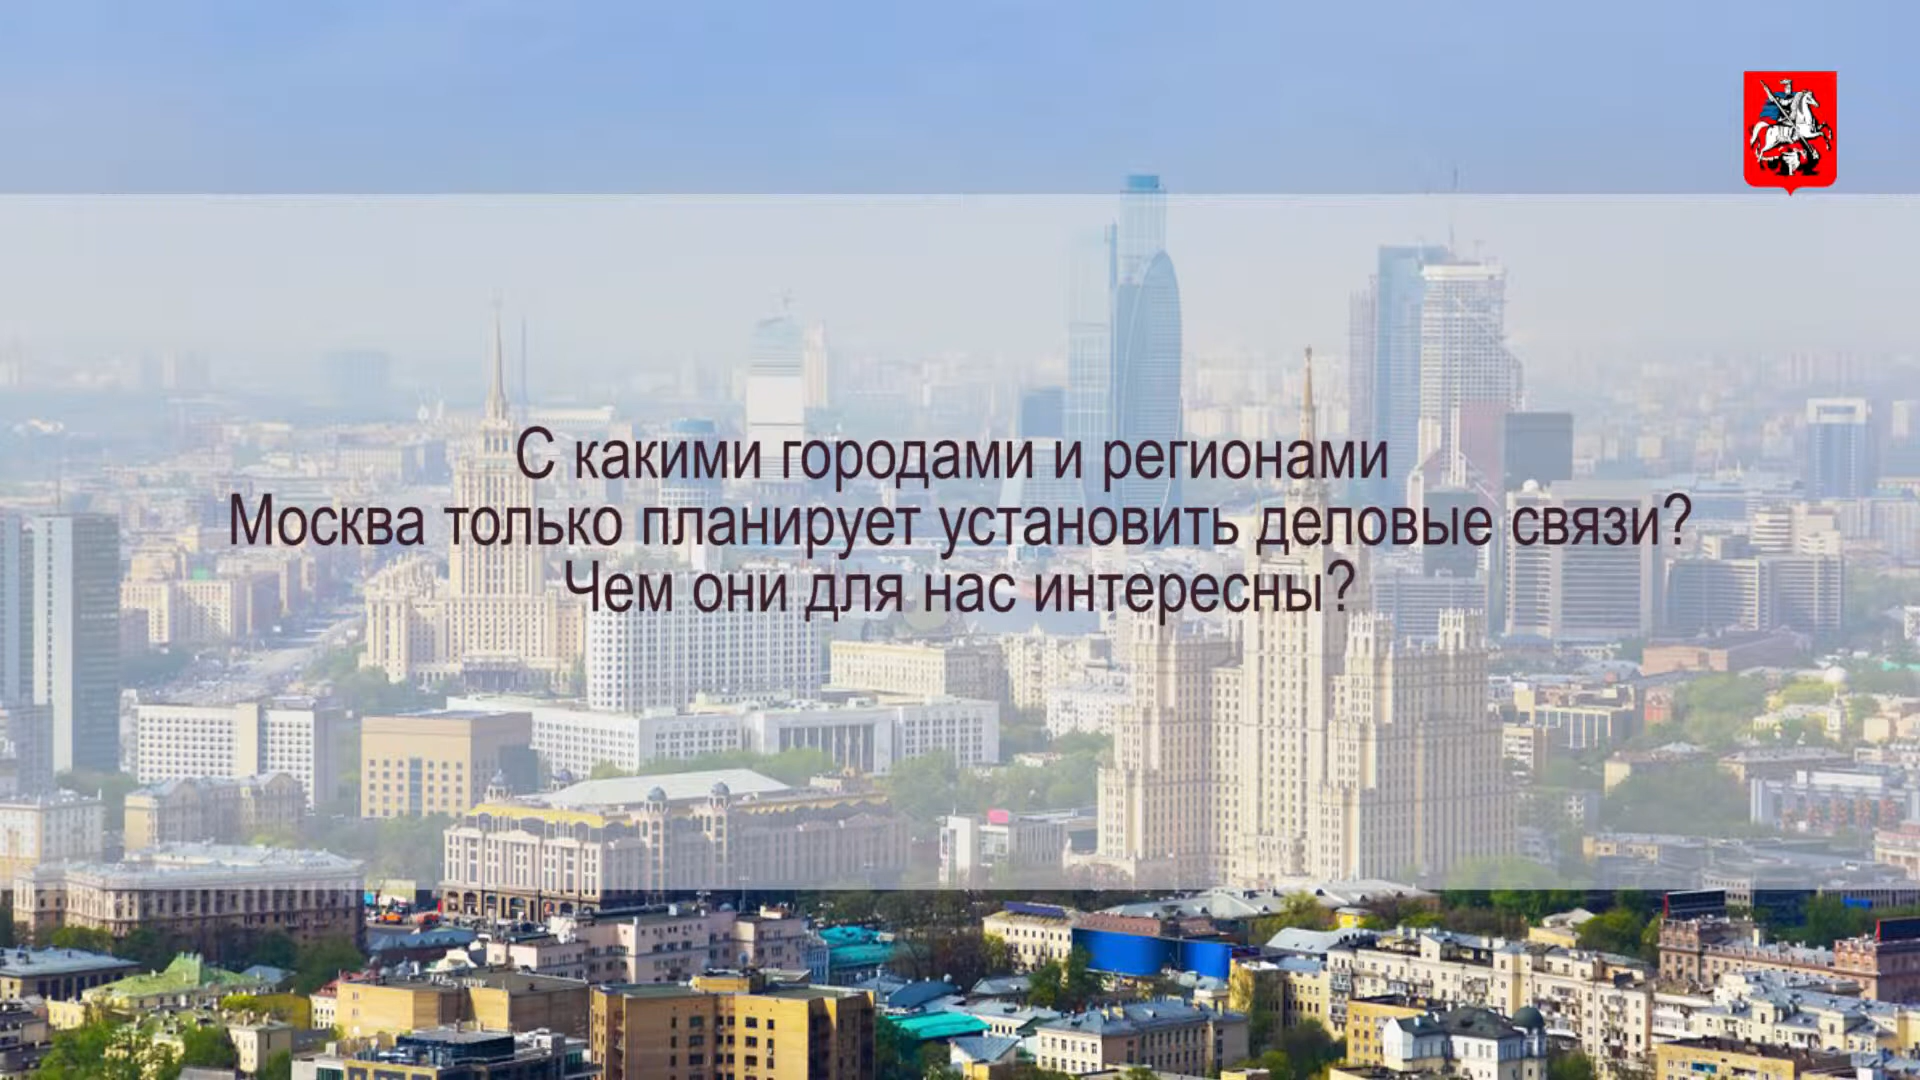 С какими городами и регионами
Москва только планирует установить деловые связи?
Чем они для нас интересны?